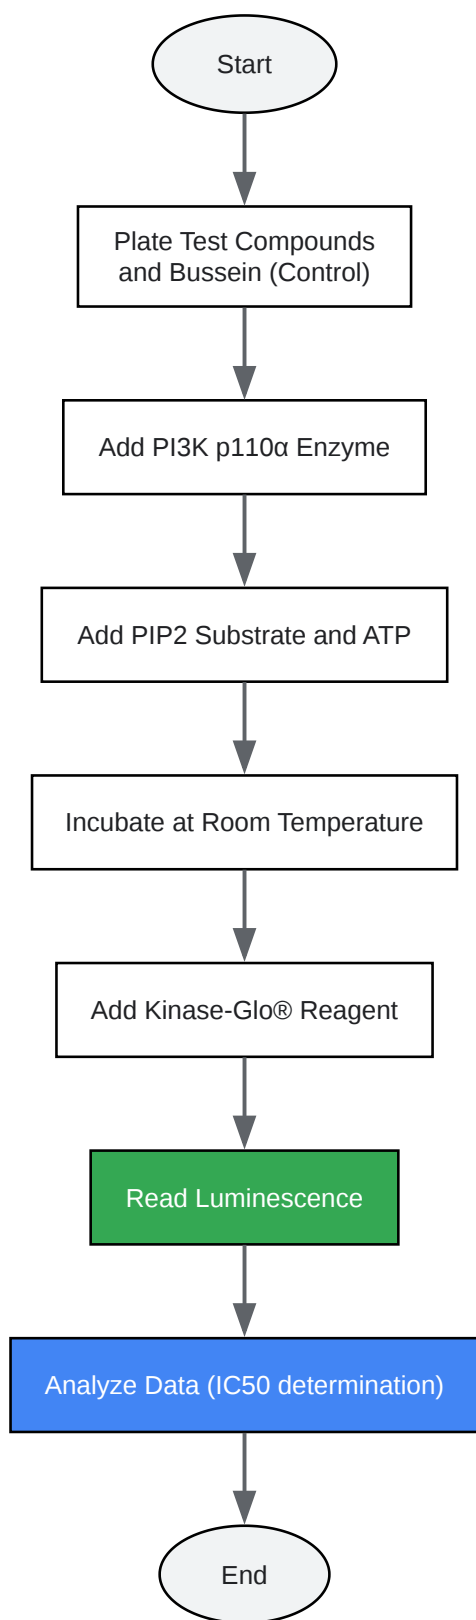 Start
Plate Test Compounds
and Bussein (Control)
Add PI3K p110α Enzyme
Add PIP2 Substrate and ATP
Incubate at Room Temperature
Add Kinase-Glo® Reagent
Read Luminescence
Analyze Data (IC50 determination)
End